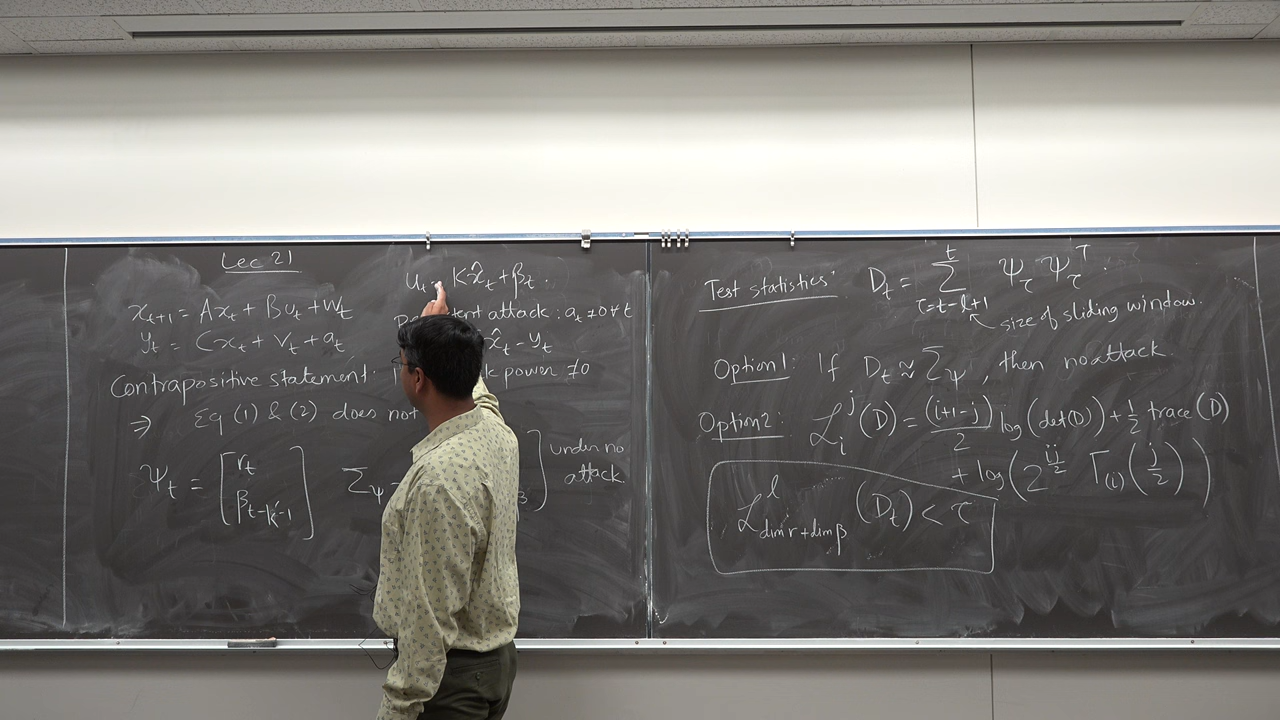 Lec 21
x_{t+1} = Ax_t + Bu_t + w_t
y_t = Cx_t + v_t + a_t
u_t = Kx̂_t + β_t.
attack: a_t ≠ 0 ∀ t
x̂_t - y_t
Contrapositive statement. power ≠ 0
⇒ Eq (1) & (2) does not
ψ_t = [r_t
β_{t-k'-1}]
Σ_ψ = ] under no
attack.
Test statistics: D_t = Σ_{τ=t-l+1}^{t} ψ_τ ψ_τ^T.
size of sliding window.
Option 1: If D_t ≈ Σ_ψ, then no attack.
Option 2: ℒ_i^j (D) = (i+1-j)/2 log(det(D)) + 1/2 trace(D)
+ log(2^{ij/2} Γ_{(i)}(j/2))
ℒ^l_{dim r + dim β} (D_t) < τ